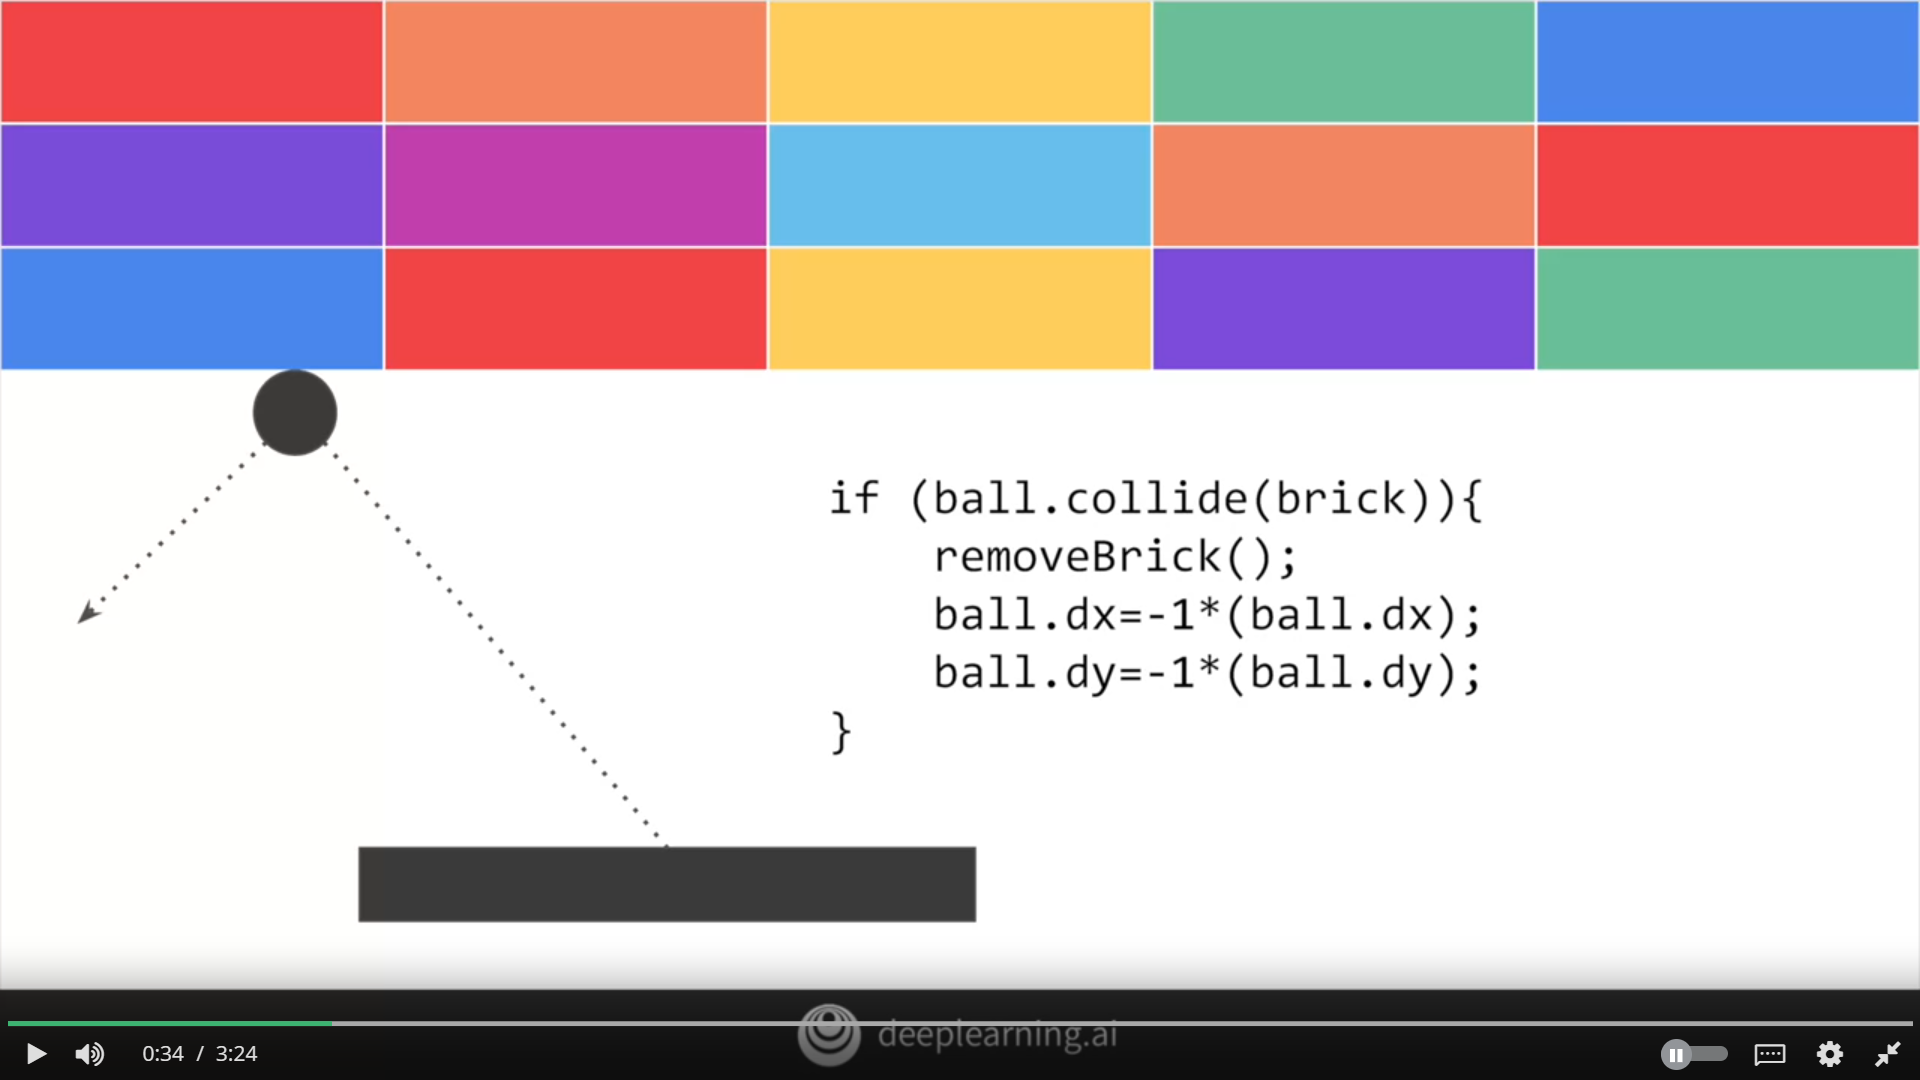 if (ball.collide(brick)){
    removeBrick();
    ball.dx=-1*(ball.dx);
    ball.dy=-1*(ball.dy);
}
deeplearning.ai
0:34 / 3:24